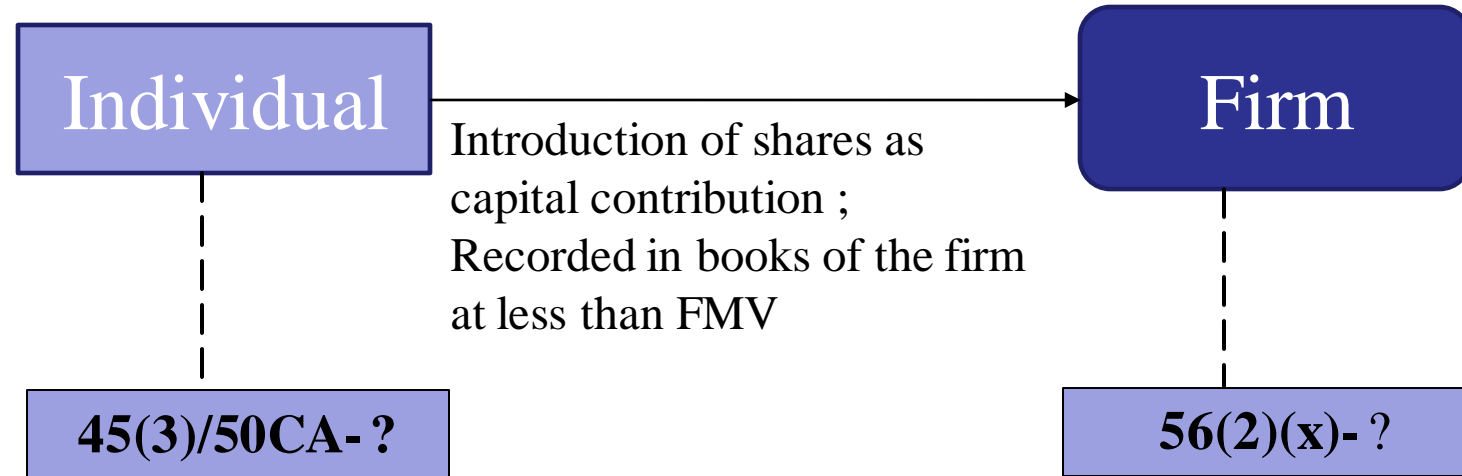 Individual
Firm
Introduction of shares as
capital contribution ;
Recorded in books of the firm
at less than FMV
45(3)/50CA- ?
56(2)(x)- ?